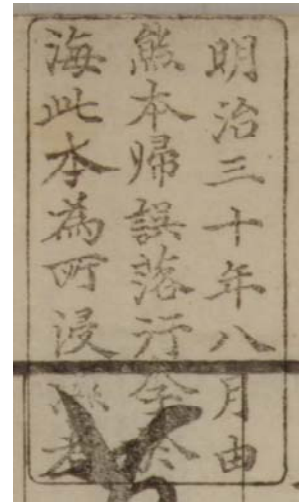 明治三十年八月由
熊本帰誤落行李於
海此本為所浸